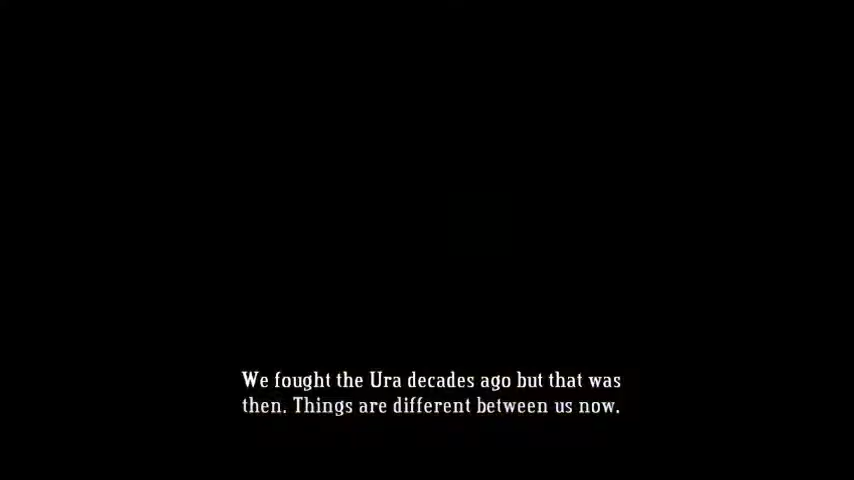 We fought the Ura decades ago but that was
then. Things are different between us now.